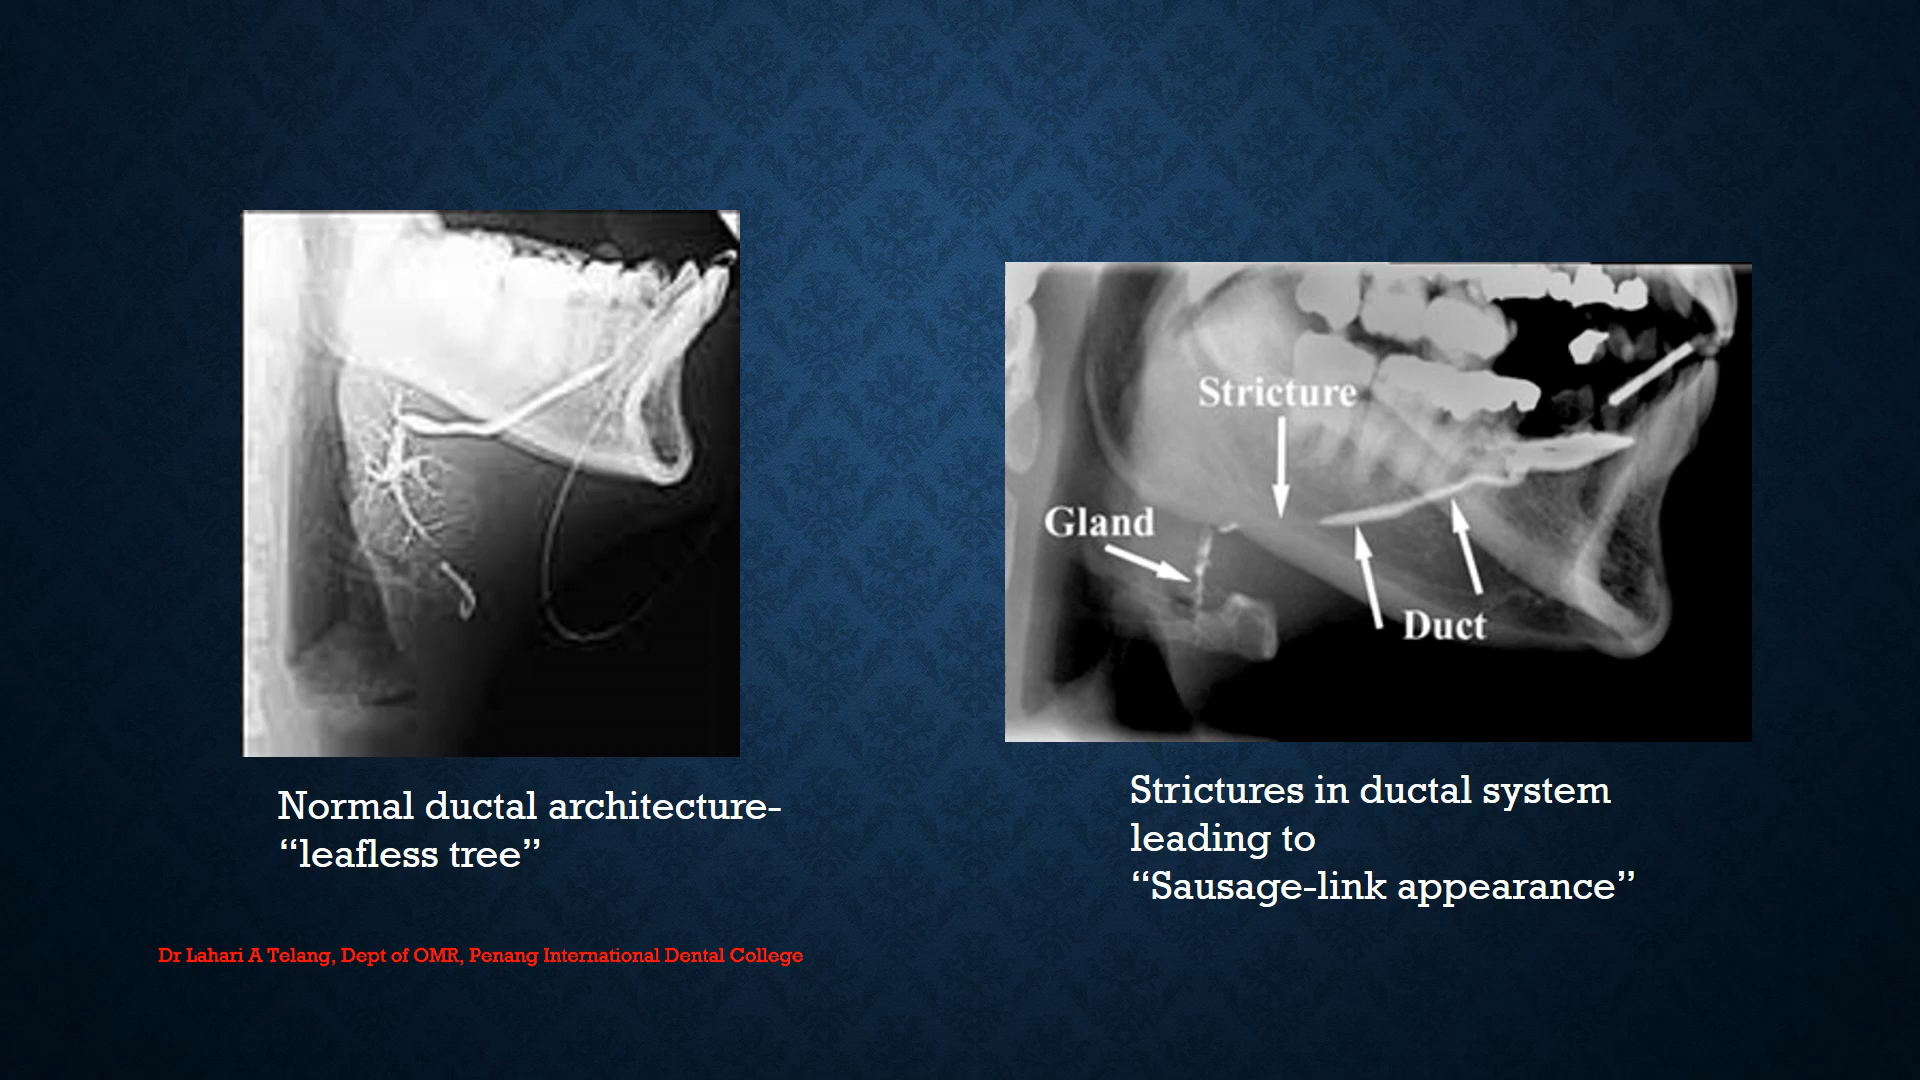 Stricture
Gland
Duct
Normal ductal architecture-
“leafless tree”
Strictures in ductal system
leading to
“Sausage-link appearance”
Dr Lahari A Telang, Dept of OMR, Penang International Dental College